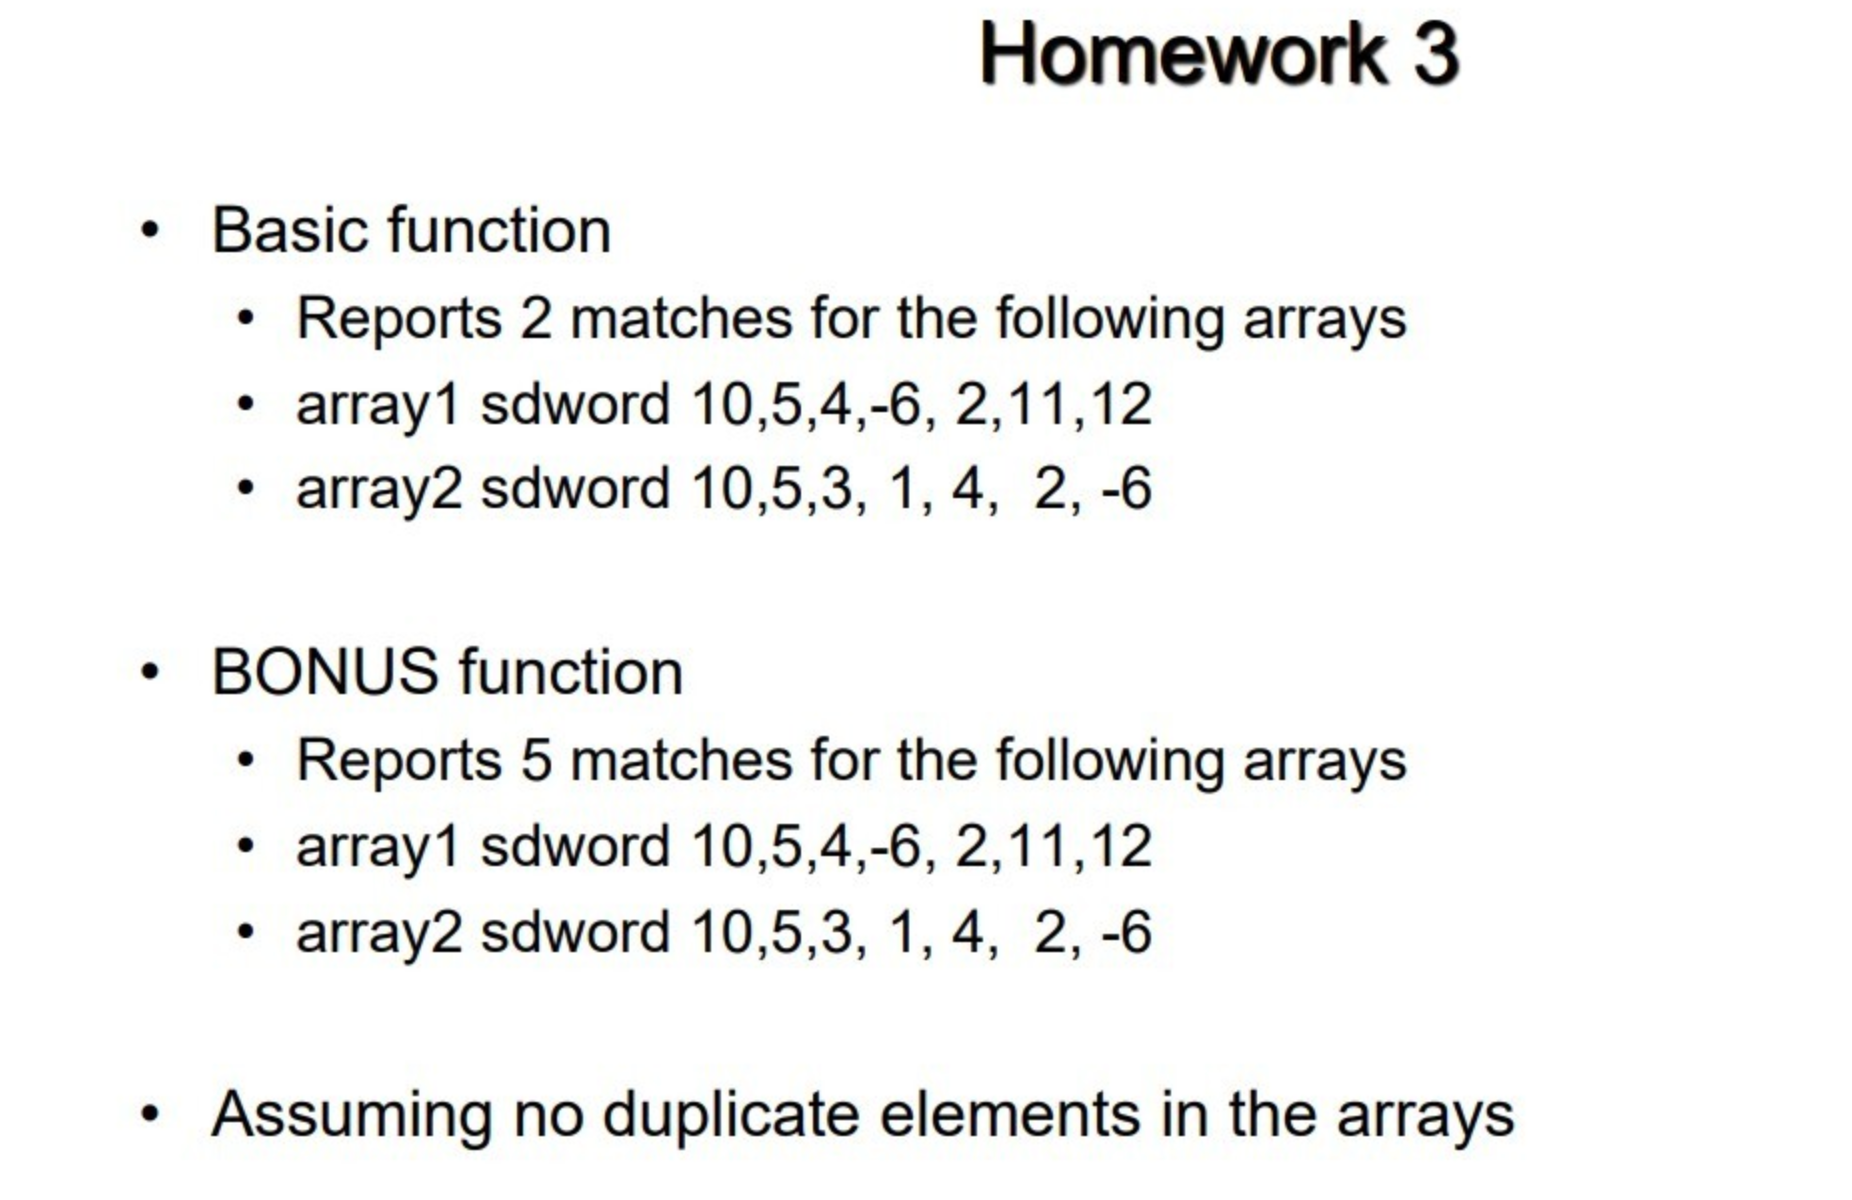 Homework 3
• Basic function
• Reports 2 matches for the following arrays
• array1 sdword 10,5,4,-6, 2,11,12
• array2 sdword 10,5,3, 1, 4,  2, -6
• BONUS function
• Reports 5 matches for the following arrays
• array1 sdword 10,5,4,-6, 2,11,12
• array2 sdword 10,5,3, 1, 4,  2, -6
• Assuming no duplicate elements in the arrays